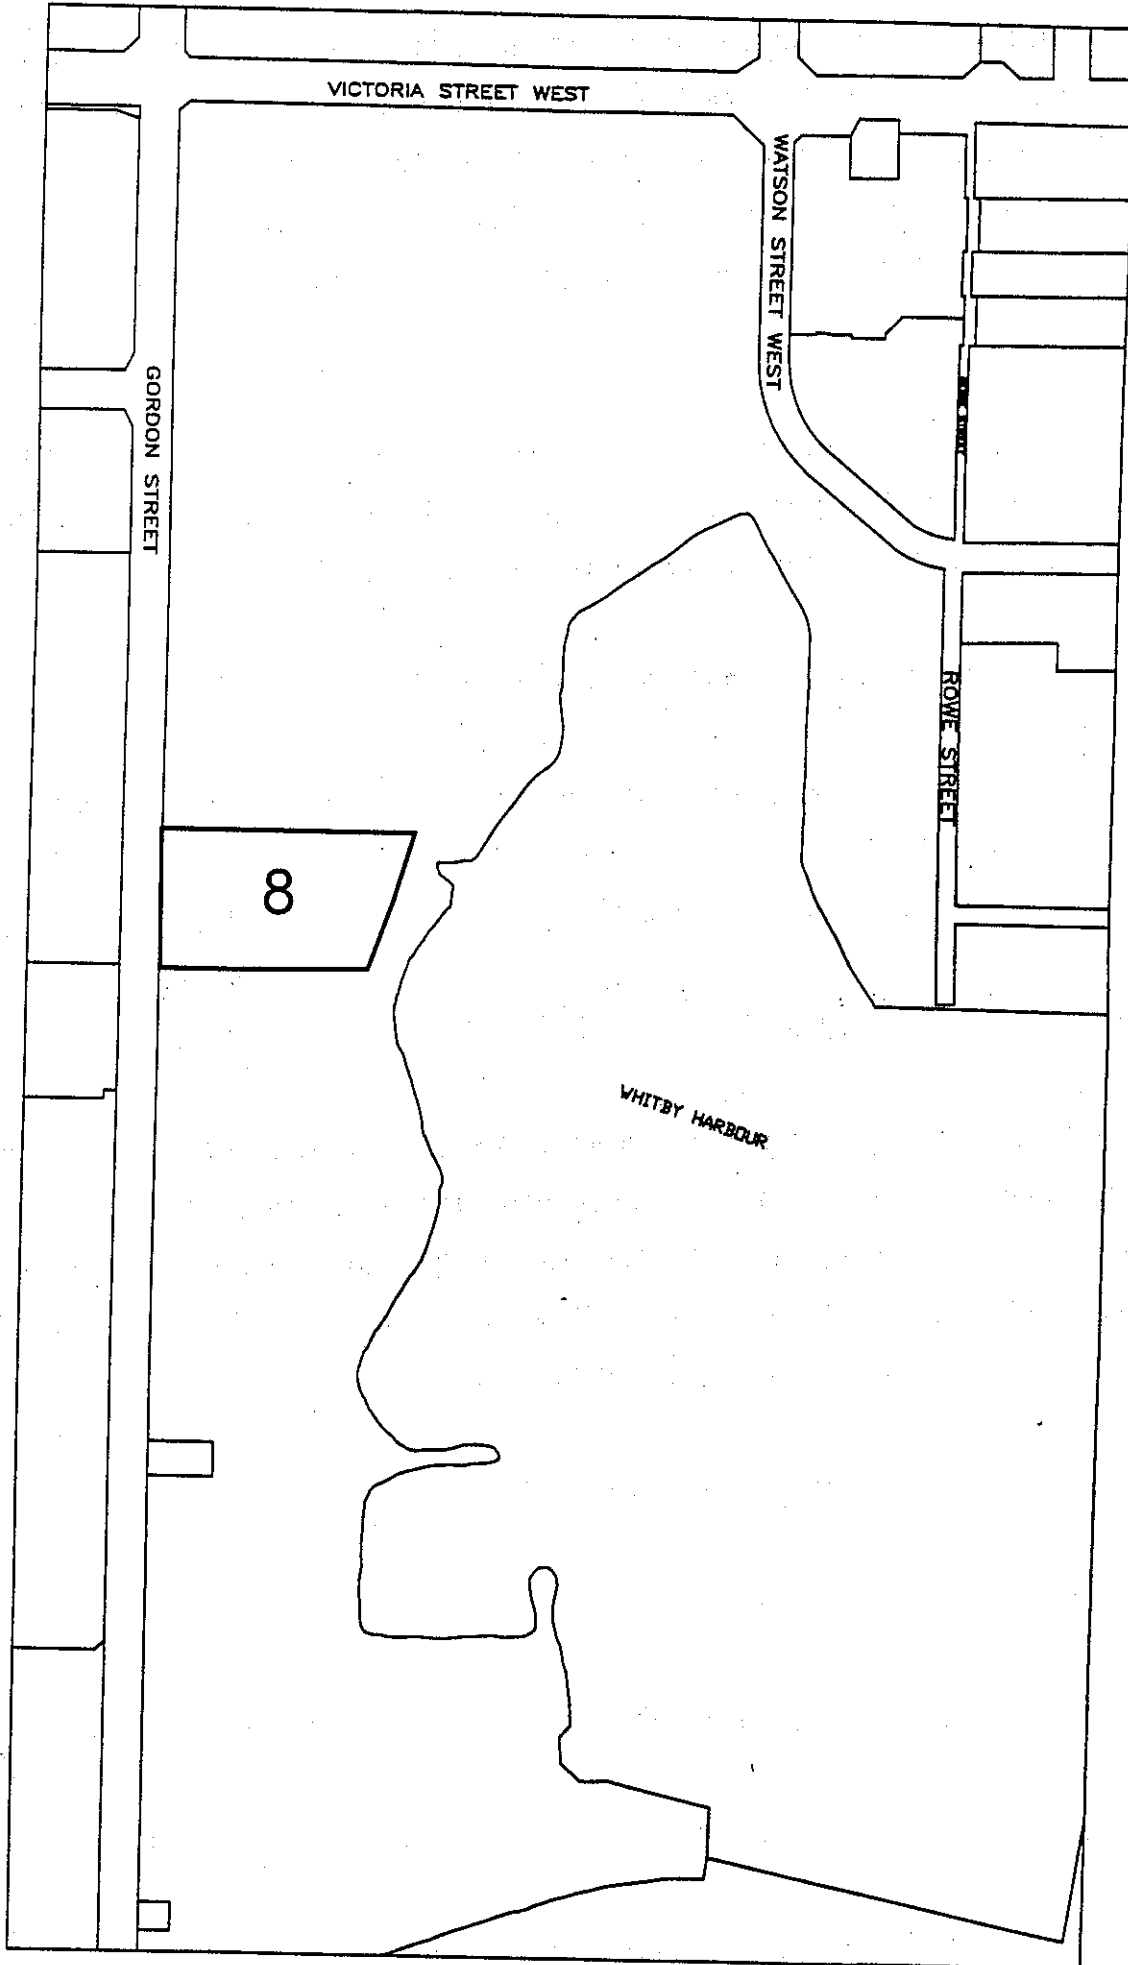 VICTORIA STREET WEST
WATSON STREET WEST
GORDON STREET
ROWE STREET
8
WHITBY HARBOUR